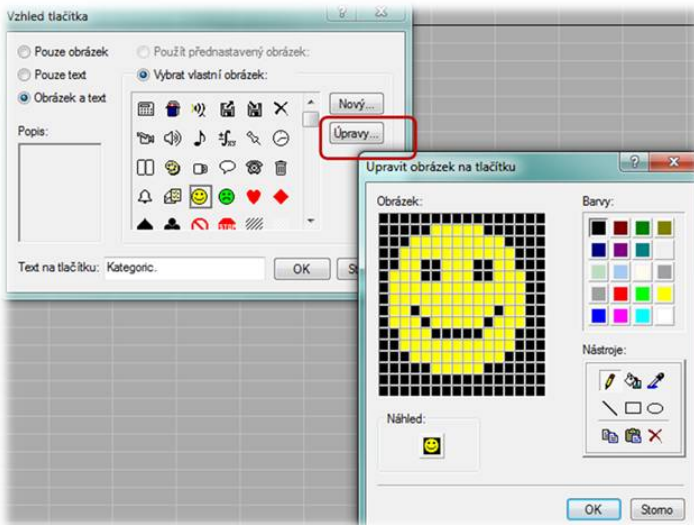 Vzhled tlačítka
Pouze obrázek
Použít přednastavený obrázek:
Pouze text
Vybrat vlastní obrázek:
Obrázek a text
Nový...
Popis:
Úpravy...
STOP
Text na tlačítku: Kategoric.
OK
Upravit obrázek na tlačítku
Obrázek:
Barvy:
Nástroje:
Náhled:
OK
Storno